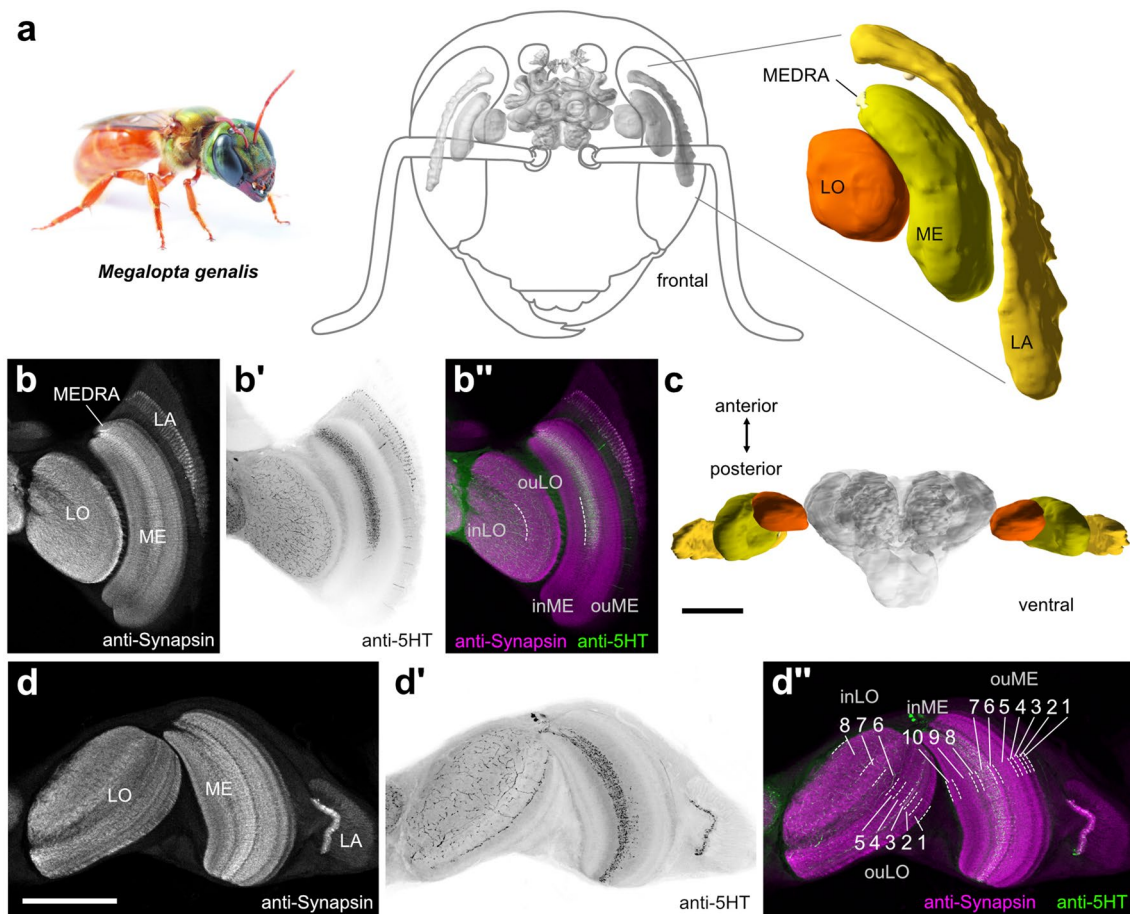 a
Megalopta genalis
frontal
MEDRA
LO
ME
LA
b
MEDRA
LA
LO
ME
anti-Synapsin
b'
anti-5HT
b"
ouLO
inLO
inME ouME
anti-Synapsin anti-5HT
c
anterior
posterior
ventral
d
LO
ME
LA
anti-Synapsin
d'
anti-5HT
d"
ouME
inLO inME 7 6 5 4 3 2 1
8 7 6 10 9 8
5 4 3 2 1
ouLO
anti-Synapsin anti-5HT